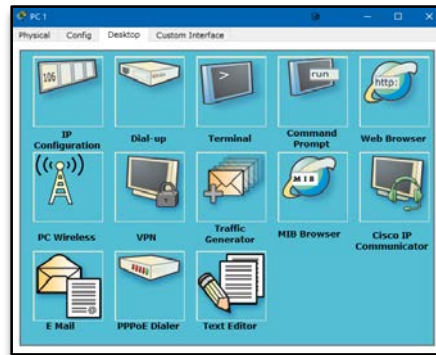 PC 1
Physical Config Desktop Custom Interface
106
>
run
http:
IP
Configuration
Dial-up
Terminal
Command
Prompt
Web Browser
MIB
PC Wireless
VPN
Traffic
Generator
MIB Browser
Cisco IP
Communicator
@
E Mail
PPPoE Dialer
Text Editor